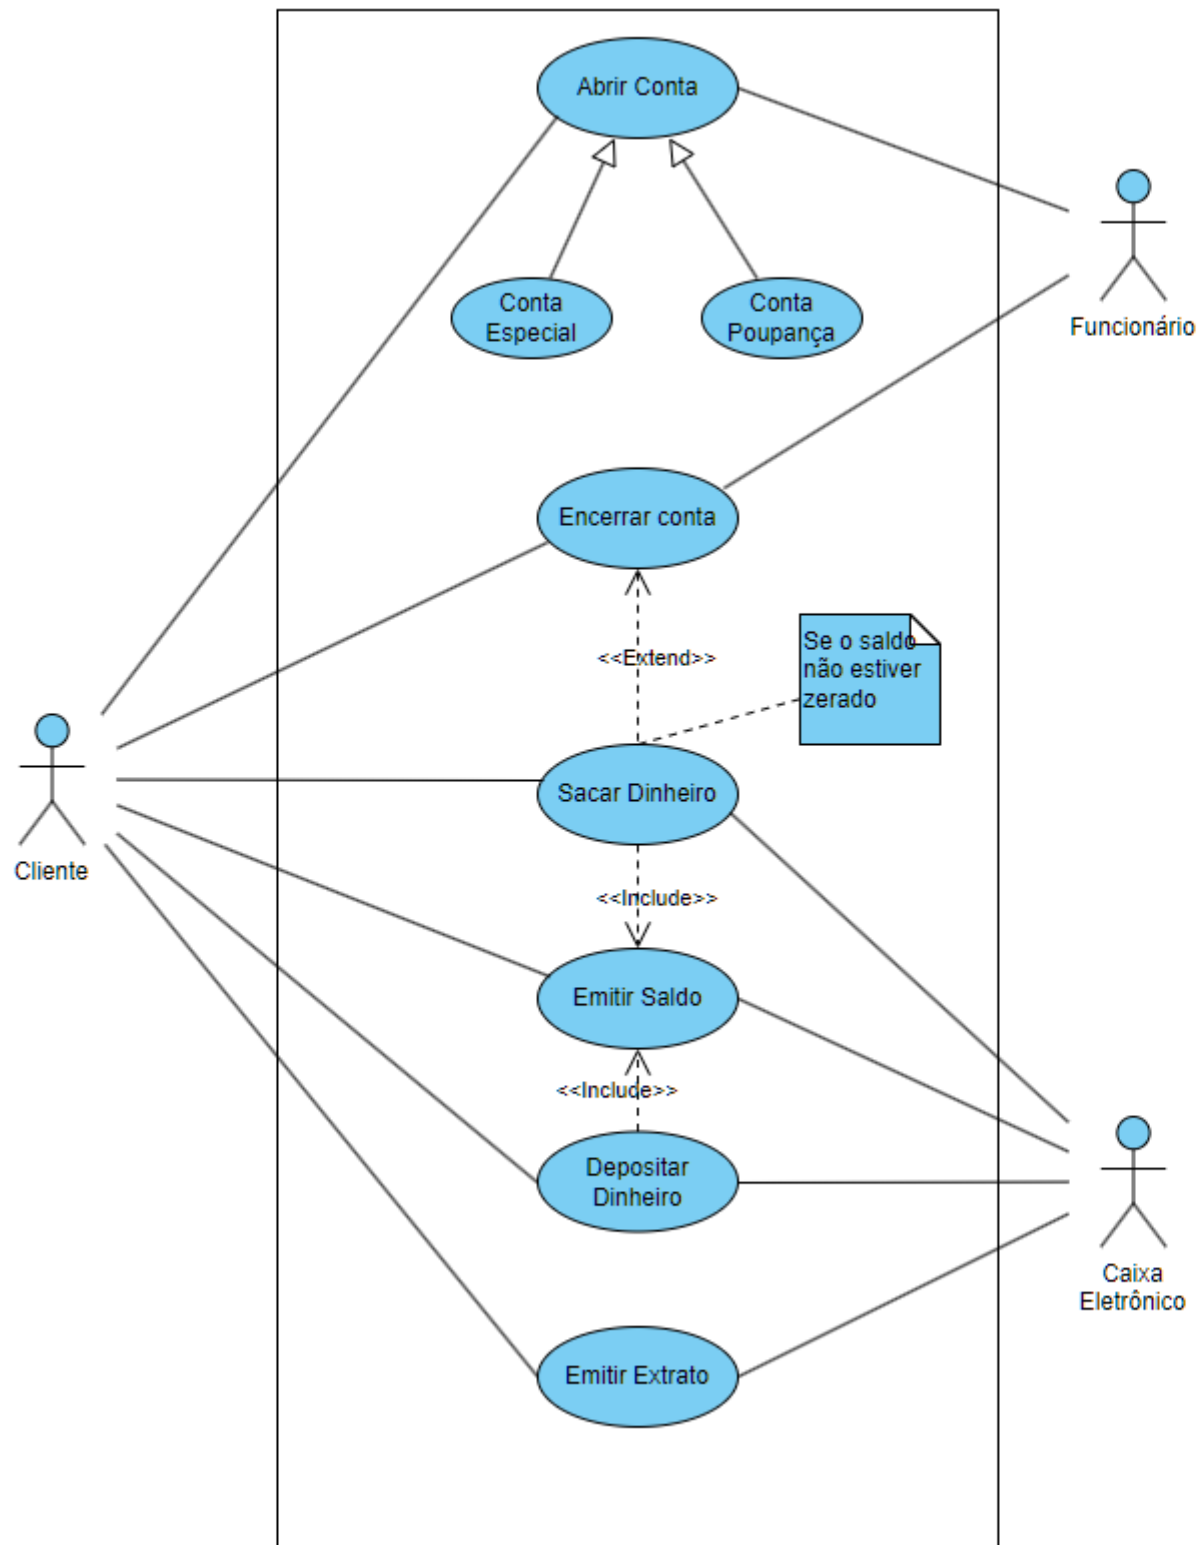 Abrir Conta
Conta
Especial
Conta
Poupança
Funcionário
Encerrar conta
<<Extend>>
Se o saldo
não estiver
zerado
Sacar Dinheiro
Cliente
<<Include>>
Emitir Saldo
<<Include>>
Depositar
Dinheiro
Caixa
Eletrônico
Emitir Extrato